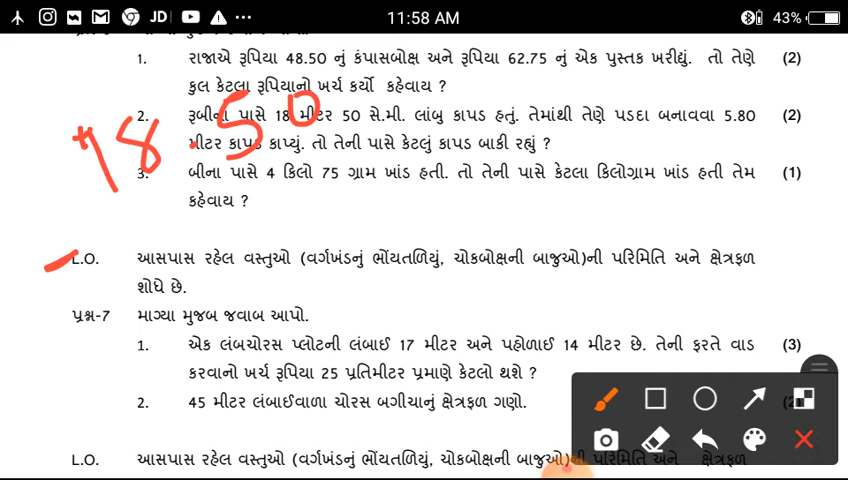 JD ... 11:58 AM 43%
1. રાજાએ રૂપિયા 48.50 નું કંપાસબોક્ષ અને રૂપિયા 62.75 નું એક પુસ્તક ખરીદ્યું. તો તેણે (2)
કુલ કેટલા રૂપિયાનો ખર્ચ કર્યો કહેવાય ?
2. રૂબીના પાસે 18 મીટર 50 સે.મી. લાંબુ કાપડ હતું. તેમાંથી તેણે પડદા બનાવવા 5.80 (2)
મીટર કાપડ કાપ્યું. તો તેની પાસે કેટલું કાપડ બાકી રહ્યું ?
18.50
3. બીના પાસે 4 કિલો 75 ગ્રામ ખાંડ હતી. તો તેની પાસે કેટલા કિલોગ્રામ ખાંડ હતી તેમ (1)
કહેવાય ?
L.O. આસપાસ રહેલ વસ્તુઓ (વર્ગખંડનું ભોંયતળિયું, ચોકબોક્ષની બાજુઓ)ની પરિમિતિ અને ક્ષેત્રફળ
શોધે છે.
પ્રશ્ન-7 માગ્યા મુજબ જવાબ આપો.
1. એક લંબચોરસ પ્લોટની લંબાઈ 17 મીટર અને પહોળાઈ 14 મીટર છે. તેની ફરતે વાડ (3)
કરવાનો ખર્ચ રૂપિયા 25 પ્રતિમીટર પ્રમાણે કેટલો થશે ?
2. 45 મીટર લંબાઈવાળા ચોરસ બગીચાનું ક્ષેત્રફળ ગણો.
L.O. આસપાસ રહેલ વસ્તુઓ (વર્ગખંડનું ભોંયતળિયું, ચોકબોક્ષની બાજુઓ)ની પરિમિતિ અને ક્ષેત્રફળ